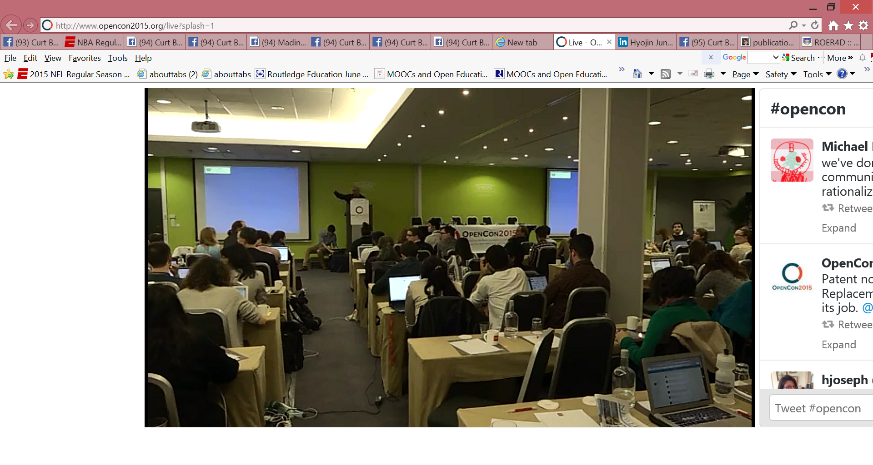 http://www.opencon2015.org/live?splash=1
(93) Curt B...
NBA Regul...
(94) Curt B...
(94) Curt B...
(94) Madin...
(94) Curt B...
(94) Curt B...
(94) Curt B...
New tab
Live - O...
Hyojin Jun...
(95) Curt B...
publicatio...
ROER4D :: ...
File Edit View Favorites Tools Help
x Google Search More »
2015 NFL Regular Season ...
abouttabs (2)
abouttabs
Routledge Education June ...
MOOCs and Open Educati...
MOOCs and Open Educati...
»
Page Safety Tools »
#opencon
Michael
we've don
communi
rationaliz
Retwee
Expand
OpenCon
OPENCON2015
Patent no
Replacem
its job. @
Retwee
Expand
hjoseph
Tweet #opencon
OPENCON2015